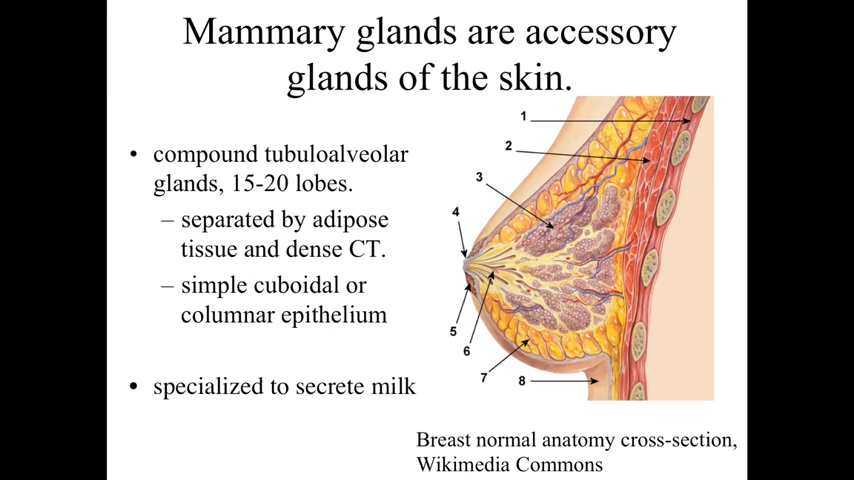 Mammary glands are accessory
glands of the skin.
• compound tubuloalveolar
glands, 15-20 lobes.
– separated by adipose
tissue and dense CT.
– simple cuboidal or
columnar epithelium
• specialized to secrete milk
1
2
3
4
5
6
7
8
Breast normal anatomy cross-section,
Wikimedia Commons